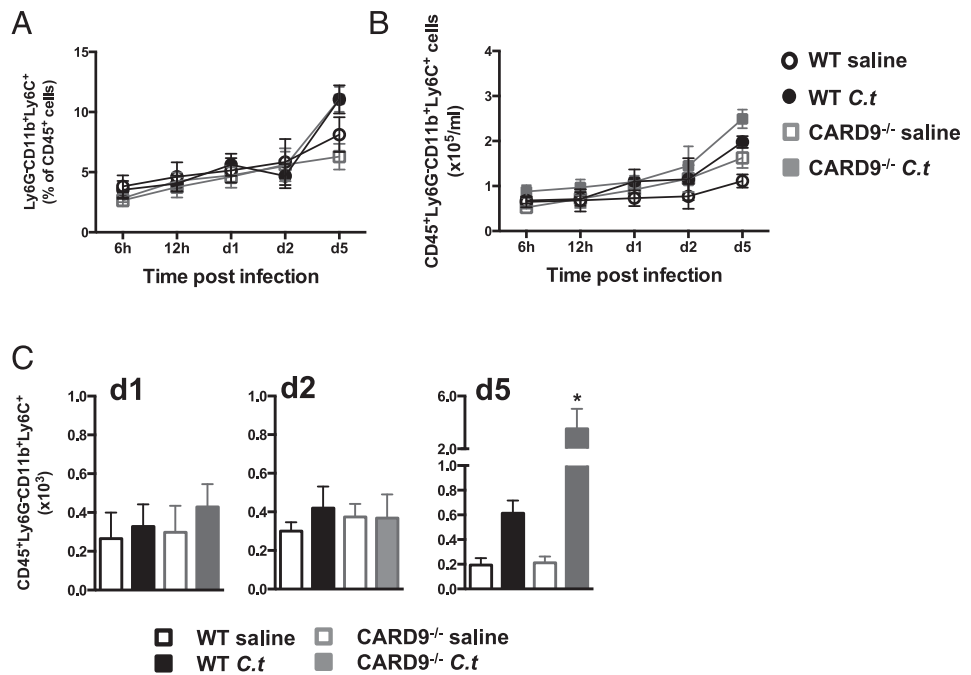 A
Ly6G-CD11b+Ly6C+
(% of CD45+ cells)
15
10
5
0
6h 12h d1 d2 d5
Time post infection
B
CD45+Ly6G-CD11b+Ly6C+ cells
(x10⁵/ml)
4
3
2
1
0
6h 12h d1 d2 d5
Time post infection
WT saline
WT C.t
CARD9-/- saline
CARD9-/- C.t
C
CD45+Ly6G-CD11b+Ly6C+
(x10³)
d1
1.0
0.8
0.6
0.4
0.2
0.0
d2
1.0
0.8
0.6
0.4
0.2
0.0
d5
6.0
2.0
1.0
0.8
0.6
0.4
0.2
0.0
*
WT saline
WT C.t
CARD9-/- saline
CARD9-/- C.t